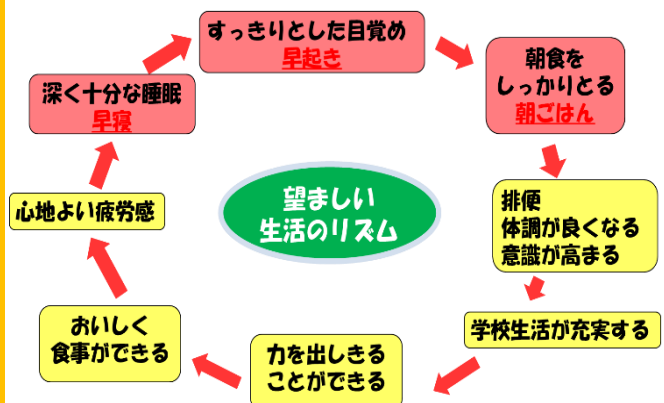 すっきりとした目覚め
早起き
朝食を
しっかりとる
朝ごはん
排便
体調が良くなる
意識が高まる
学校生活が充実する
力を出しきる
ことができる
おいしく
食事ができる
心地よい疲労感
深く十分な睡眠
早寝
望ましい
生活のリズム